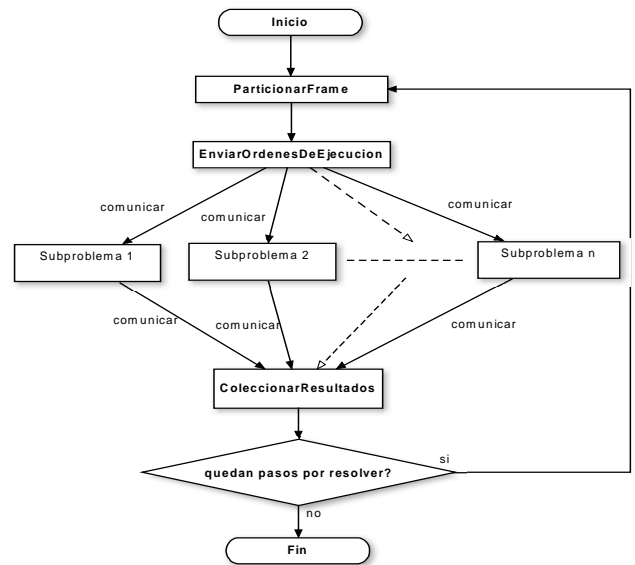 Inicio
ParticionarFrame
EnviarOrdenesDeEjecucion
comunicar
comunicar
comunicar
Subproblema 1
Subproblema 2
Subproblema n
comunicar
comunicar
comunicar
ColeccionarResultados
quedan pasos por resolver?
si
no
Fin